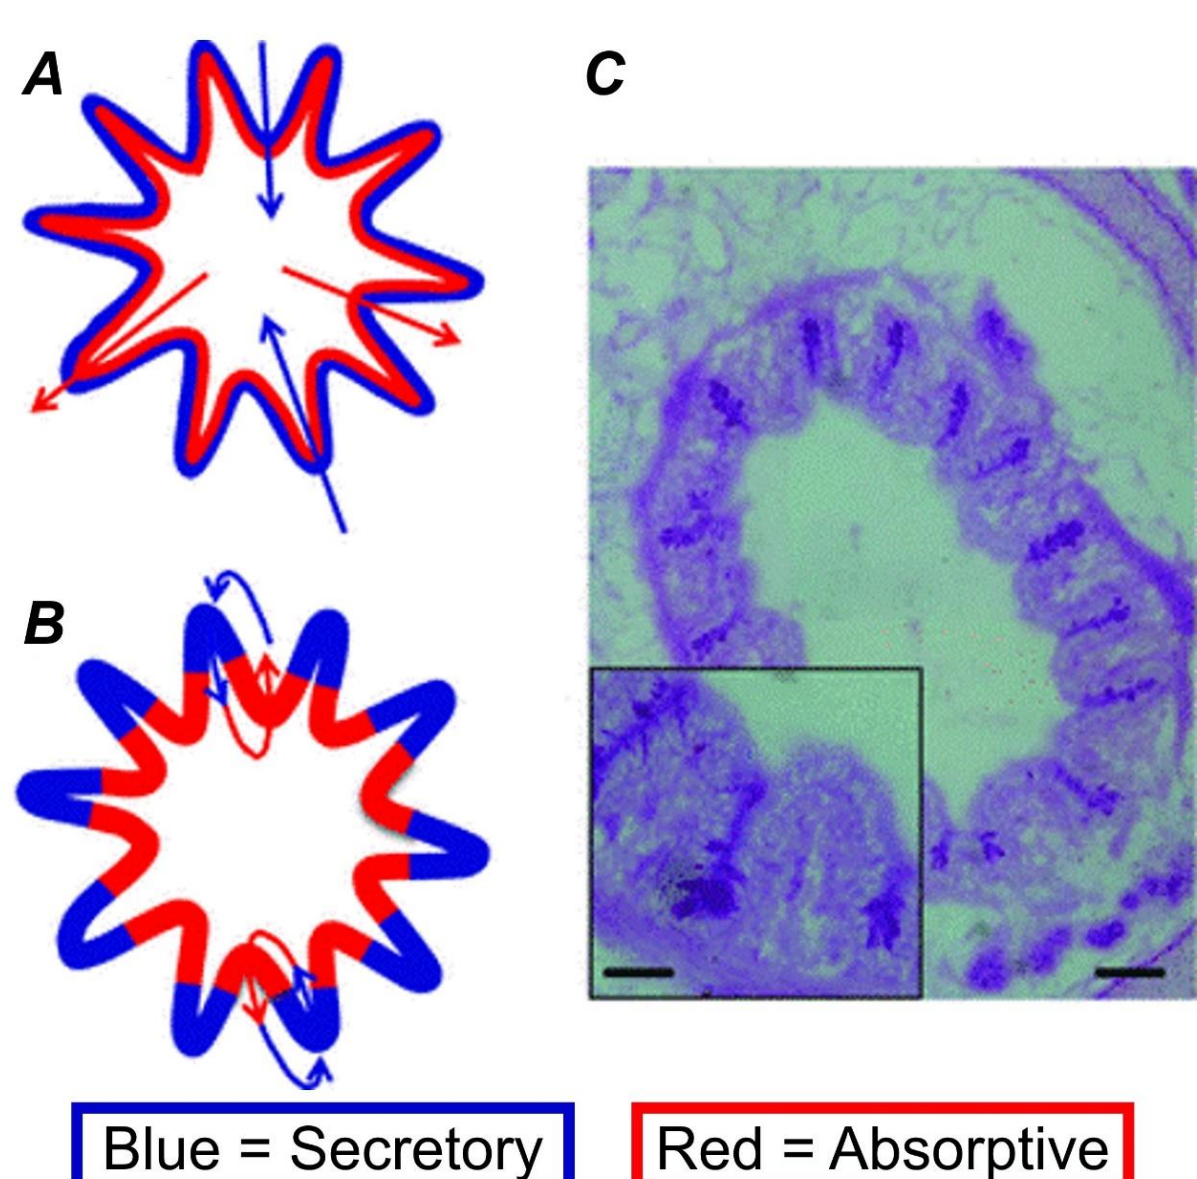 A
C
B
Blue = Secretory
Red = Absorptive